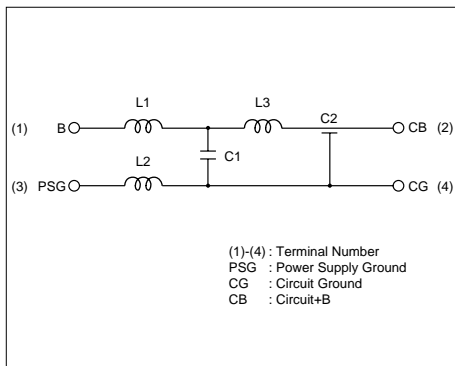 L1 L3 C2
(1) B CB (2)
C1
L2
(3) PSG CG (4)
(1)-(4) : Terminal Number
PSG : Power Supply Ground
CG : Circuit Ground
CB : Circuit+B